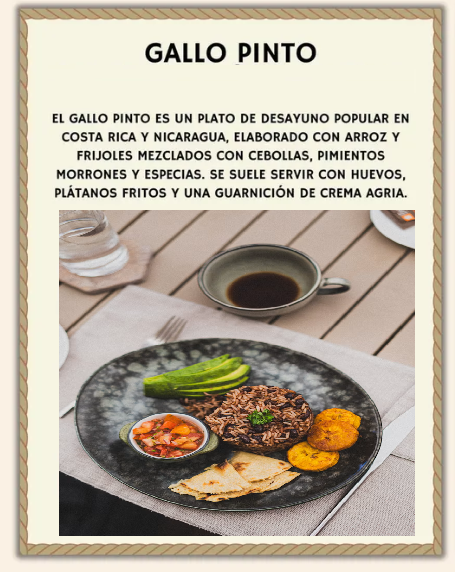 GALLO PINTO
EL GALLO PINTO ES UN PLATO DE DESAYUNO POPULAR EN
COSTA RICA Y NICARAGUA, ELABORADO CON ARROZ Y
FRIJOLES MEZCLADOS CON CEBOLLAS, PIMIENTOS
MORRONES Y ESPECIAS. SE SUELE SERVIR CON HUEVOS,
PLÁTANOS FRITOS Y UNA GUARNICIÓN DE CREMA AGRIA.